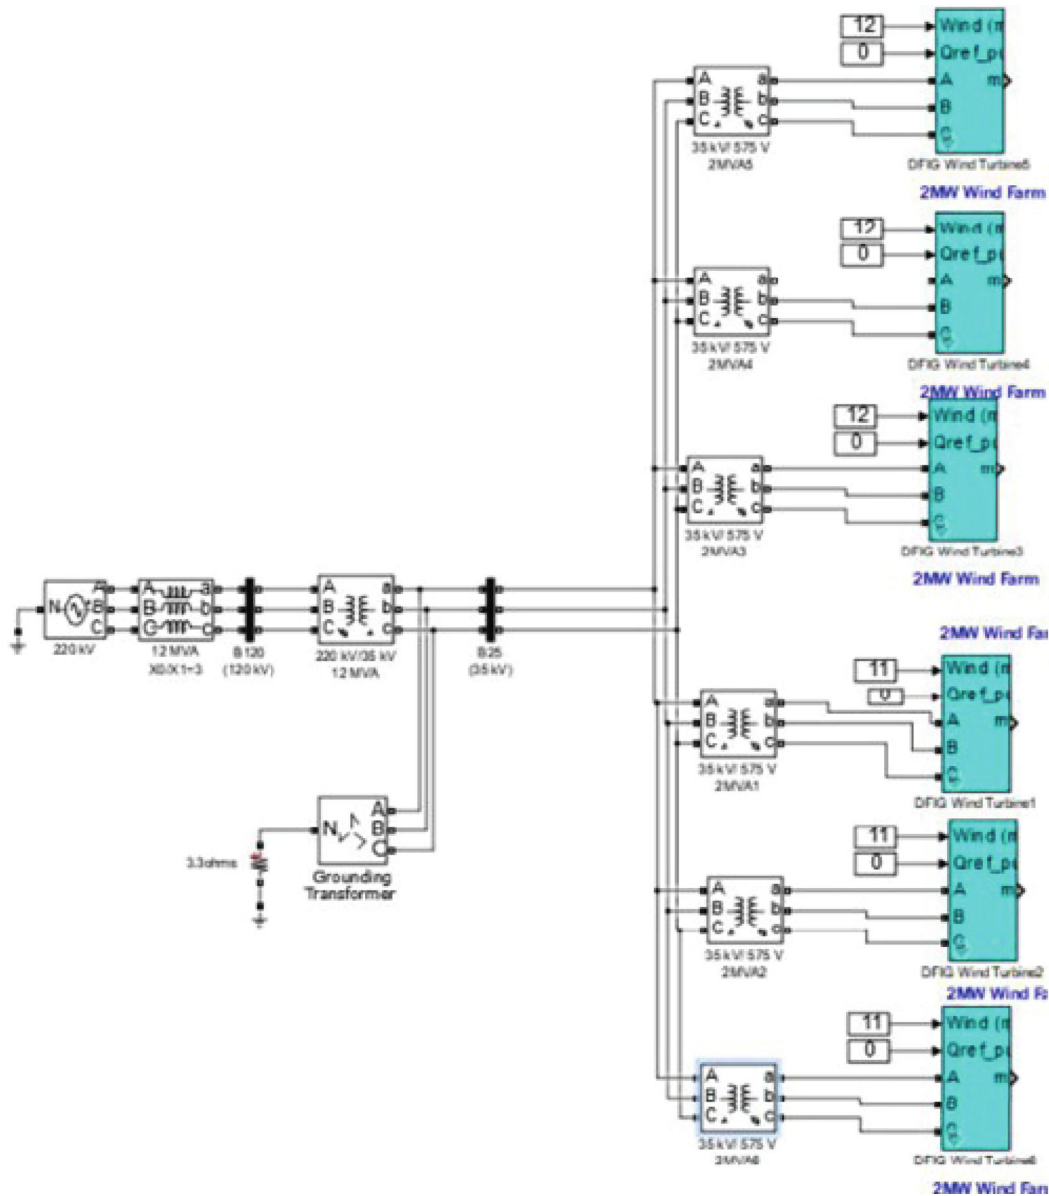 12
Wind (m
0
Qref_pu
A a
A m
B b
B
C c
C
35 kV/ 575 V
2MVA5
DFIG Wind Turbine5
2MW Wind Farm
12
Wind (m
0
Qref_pu
A a
A m
B b
B
C c
C
35 kV/ 575 V
2MVA4
DFIG Wind Turbine4
2MW Wind Farm
12
Wind (m
0
Qref_pu
A a
A m
B b
B
C c
C
35 kV/ 575 V
2MVA3
DFIG Wind Turbine3
2MW Wind Farm
N A B C
220 kV
A a
B b
C c
12 MVA
X0/X1=3
B120
(120 kV)
A a
B b
C c
220 kV/35 kV
12 MVA
B25
(35 kV)
2MW Wind Far
11
Wind (m
0
Qref_pu
A a
A m
B b
B
C c
C
35 kV/ 575 V
2MVA1
DFIG Wind Turbine1
N A B C
Grounding
Transformer
3.3ohms
11
Wind (m
0
Qref_pu
A a
A m
B b
B
C c
C
35 kV/ 575 V
2MVA2
DFIG Wind Turbine2
2MW Wind Fa
11
Wind (m
0
Qref_pu
A a
A m
B b
B
C c
C
35 kV/ 575 V
2MVA6
DFIG Wind Turbine6
2MW Wind Farm